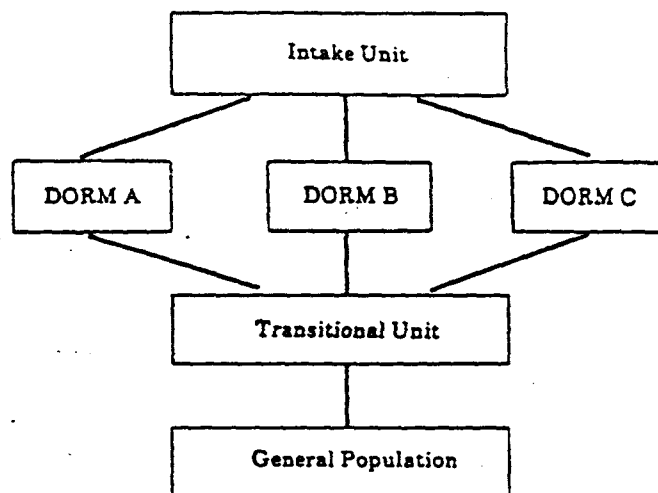 Intake Unit
DORM A
DORM B
DORM C
Transitional Unit
General Population